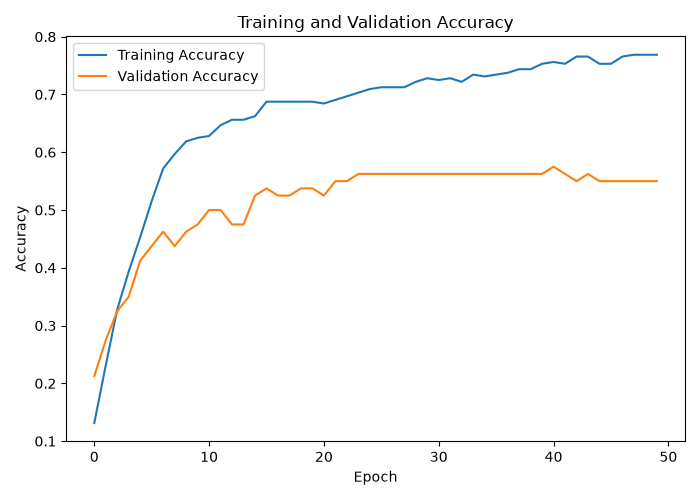 Training and Validation Accuracy
Training Accuracy
Validation Accuracy
Accuracy
0.8
0.7
0.6
0.5
0.4
0.3
0.2
0.1
0 10 20 30 40 50
Epoch